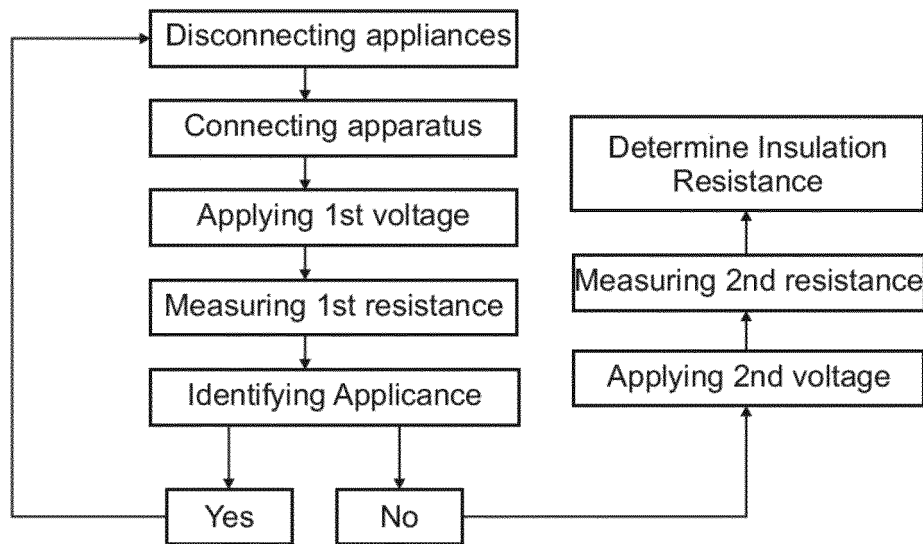 Disconnecting appliances
Connecting apparatus
Applying 1st voltage
Measuring 1st resistance
Identifying Applicance
Yes
No
Applying 2nd voltage
Measuring 2nd resistance
Determine Insulation
Resistance